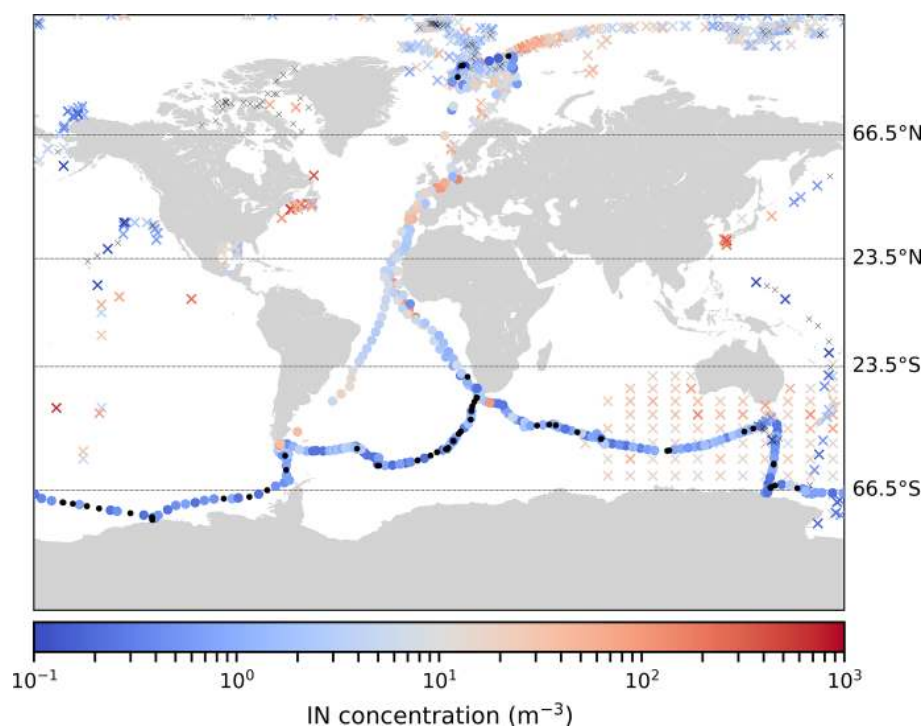 66.5°N
23.5°N
23.5°S
66.5°S
10⁻¹ 10⁰ 10¹ 10² 10³
IN concentration (m⁻³)